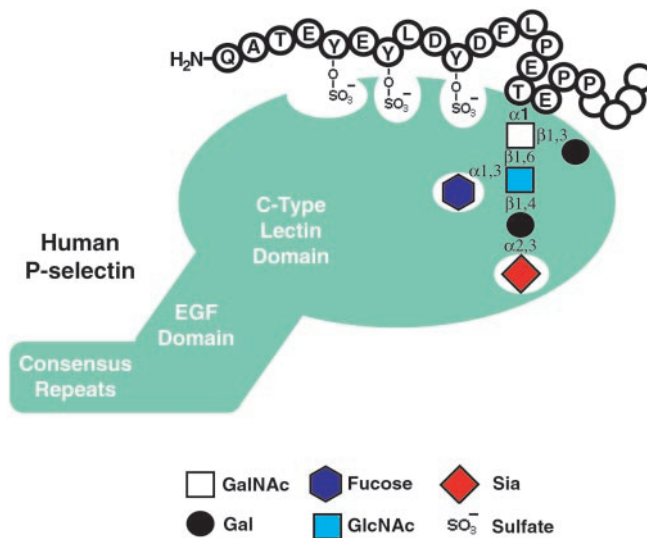 H₂N-QATEYEYLDYDFLPETEPP
O O O
SO₃⁻ SO₃⁻ SO₃⁻
α1
β1,3
β1,6
α1,3
β1,4
α2,3
C-Type
Lectin
Domain
Human
P-selectin
EGF
Domain
Consensus
Repeats
GalNAc Fucose Sia
Gal GlcNAc SO₃⁻ Sulfate